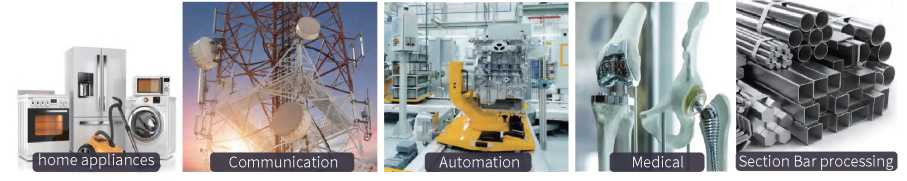 home appliances
Communication
Automation
Medical
Section Bar processing